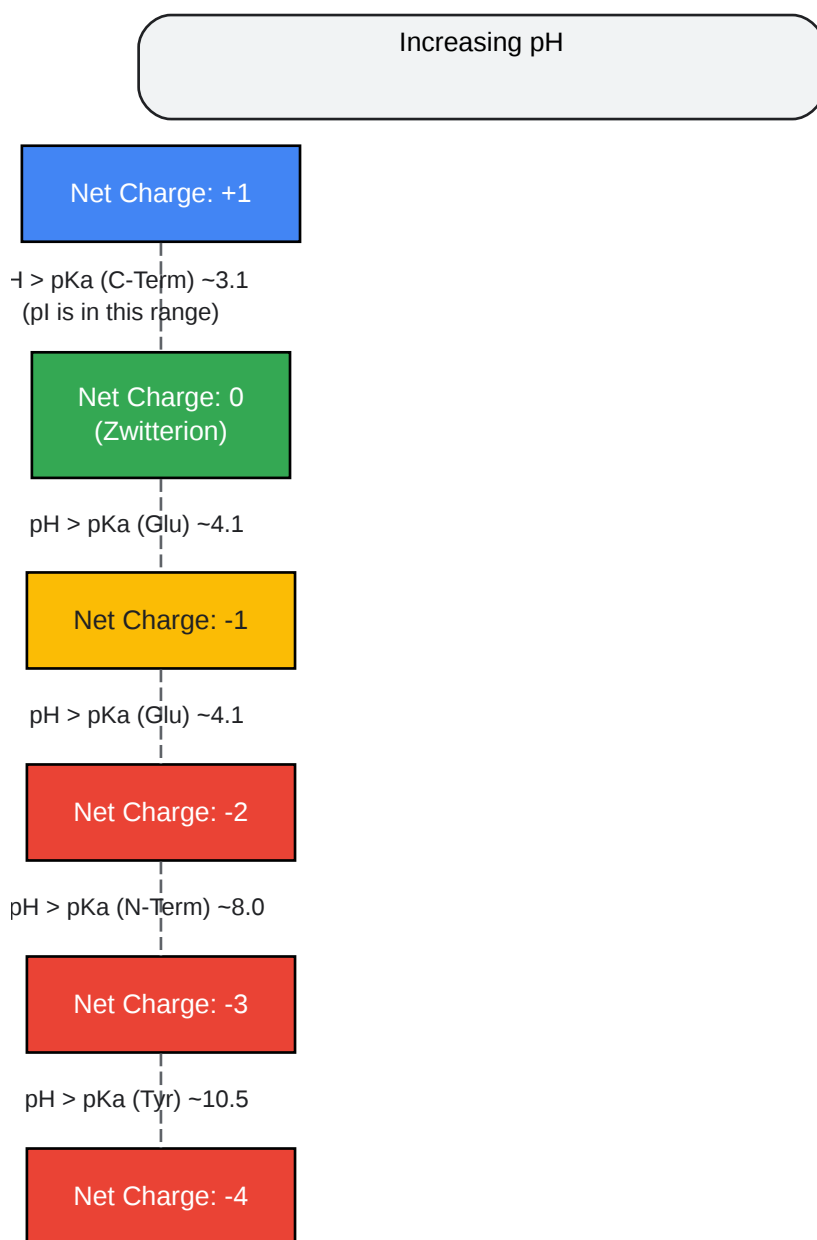 Increasing pH
Net Charge: +1
H > pKa (C-Term) ~3.1
(pI is in this range)
Net Charge: 0
(Zwitterion)
pH > pKa (Glu) ~4.1
Net Charge: -1
pH > pKa (Glu) ~4.1
Net Charge: -2
pH > pKa (N-Term) ~8.0
Net Charge: -3
pH > pKa (Tyr) ~10.5
Net Charge: -4